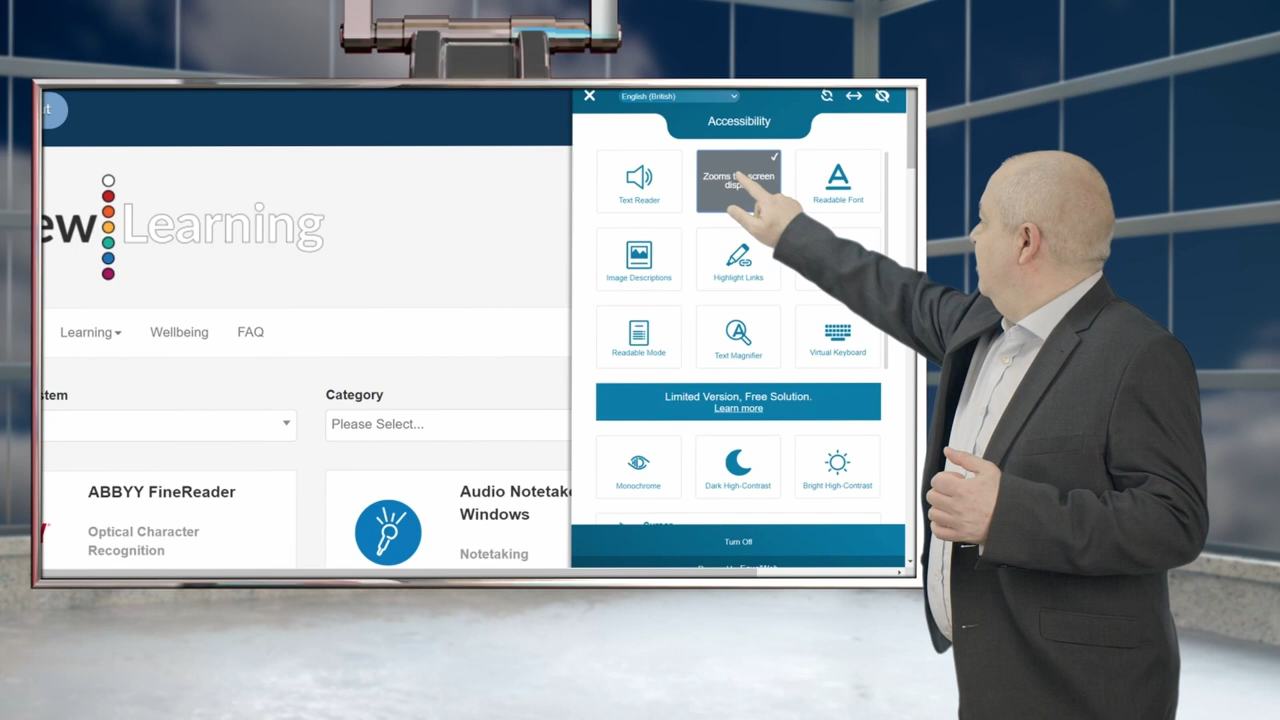 English (British)
Accessibility
ew Learning
Text Reader
Zooms screen
Readable Font
Image Descriptions
Highlight Links
Learning
Wellbeing
FAQ
Readable Mode
Text Magnifier
Virtual Keyboard
Category
Please Select...
Limited Version, Free Solution.
Learn more
Monochrome
Dark High-Contrast
Bright High-Contrast
ABBYY FineReader
Optical Character
Recognition
Audio Notetake
Windows
Notetaking
Turn Off